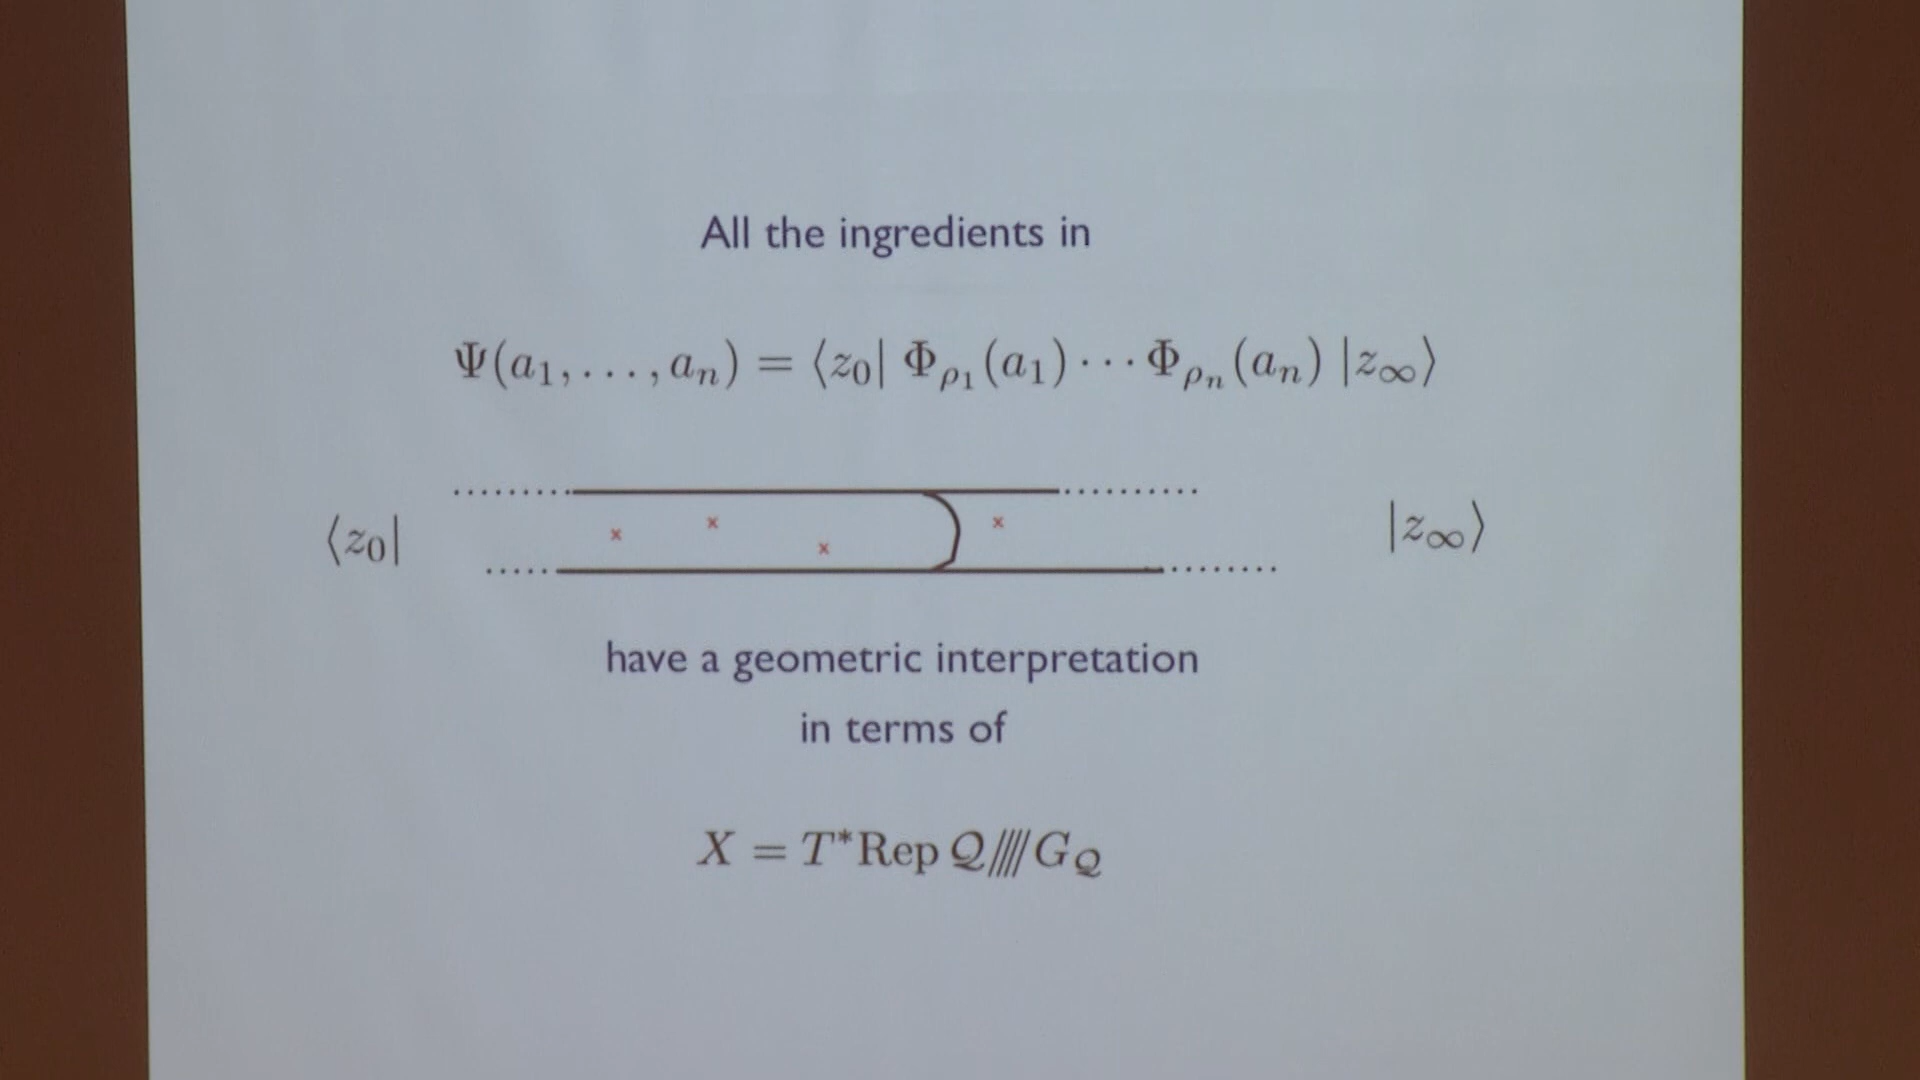 All the ingredients in
Ψ(a₁, . . . , aₙ) = ⟨z₀| Φ_{ρ₁}(a₁) · · · Φ_{ρₙ}(aₙ) |z_∞⟩
⟨z₀| × × × × |z_∞⟩
have a geometric interpretation
in terms of
X = T*Rep 𝒬////G_𝒬